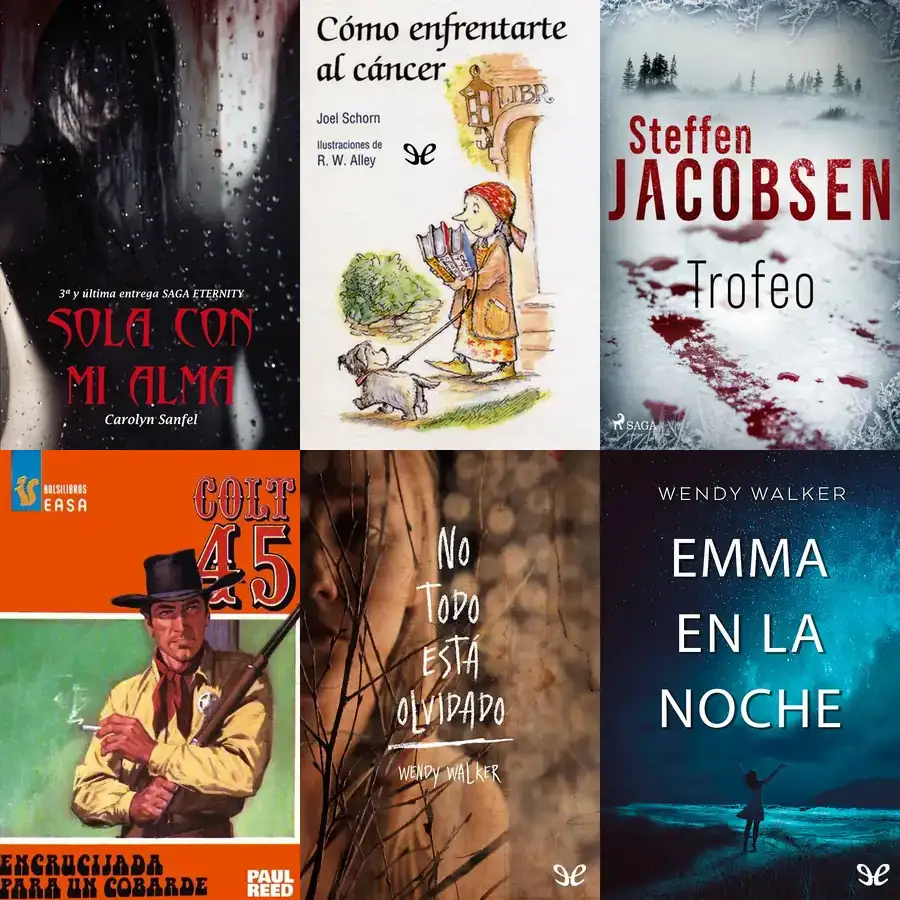 3ª y última entrega SAGA ETERNITY
SOLA CON
MI ALMA
Carolyn Sanfel
Cómo enfrentarte
al cáncer
Joel Schorn
Ilustraciones de
R. W. Alley
LIBR
Steffen
JACOBSEN
Trofeo
SAGA
BOLSILIBROS
EASA
COLT
45
ENCRUCIJADA
PARA UN COBARDE
PAUL
REED
NO
TODO
ESTÁ
OLVIDADO
WENDY WALKER
WENDY WALKER
EMMA
EN LA
NOCHE